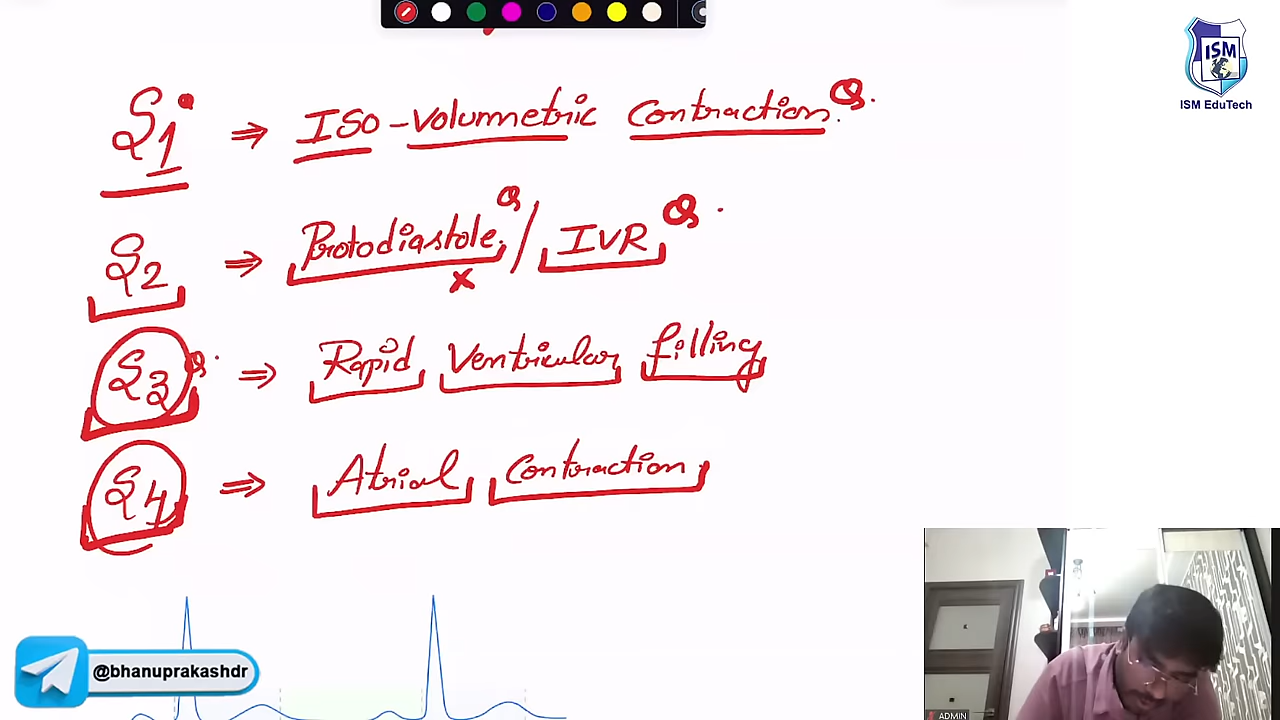 ISM
ISM EduTech
S1 ⇒ ISO-Volumetric Contraction Q.
S2 ⇒ Protodiastole. Q / IVR Q.
x
S3 Q. ⇒ Rapid Ventricular filling
S4 ⇒ Atrial Contraction.
@bhanuprakashdr
ADMIN